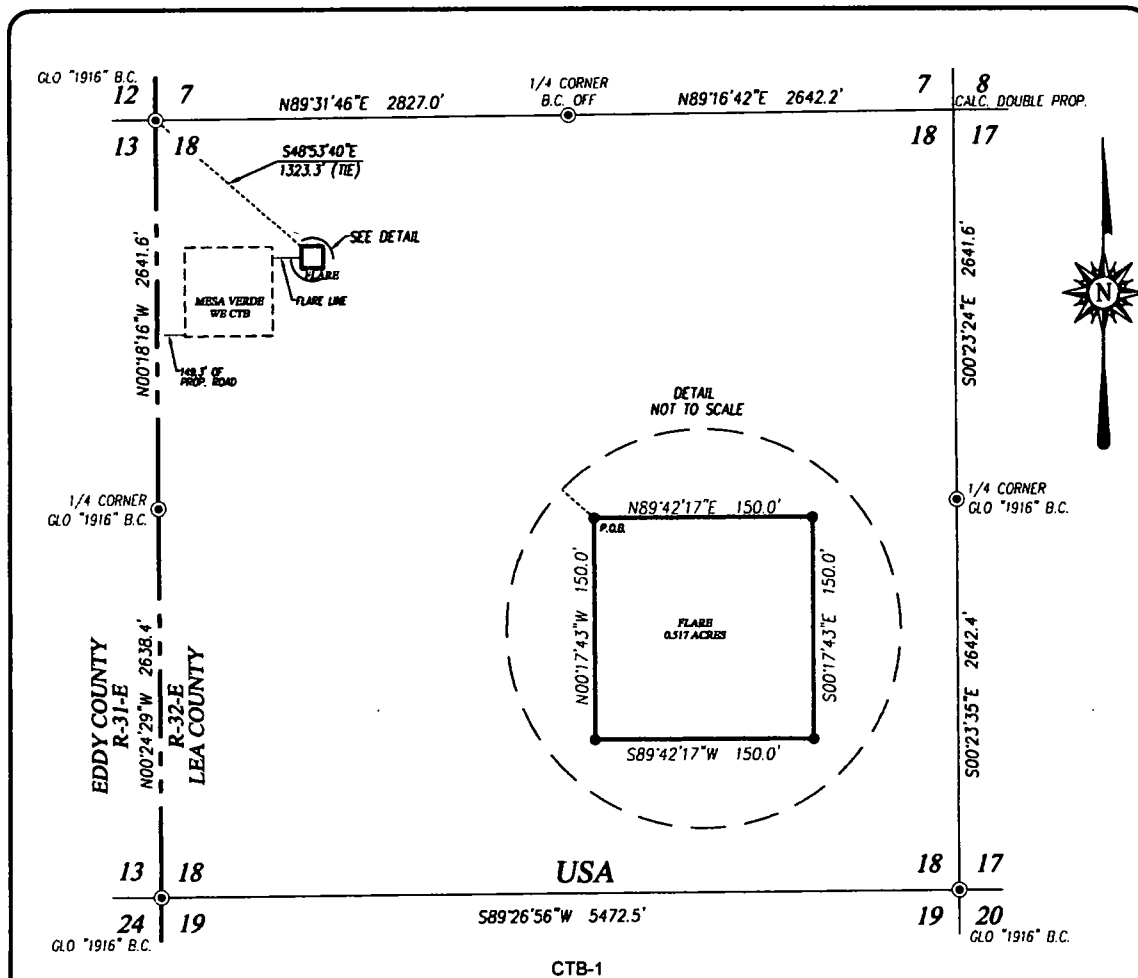 GLO "1916" B.C.
12 7
N89°31'46"E 2827.0'
1/4 CORNER
B.C. OFF
N89°16'42"E 2642.2'
7 8
CALC. DOUBLE PROP.
13 18
18 17
S48°53'40"E
1323.3' (TIE)
SEE DETAIL
FLARE
FLARE LINE
MESA VERDE
WE CTB
149.3' OF
PROP. ROAD
N00°18'16"W 2641.6'
S00°23'24"E 2641.6'
N
DETAIL
NOT TO SCALE
1/4 CORNER
GLO "1916" B.C.
1/4 CORNER
GLO "1916" B.C.
N89°42'17"E 150.0'
P.O.B.
N00°17'43"W 150.0'
S00°17'43"E 150.0'
FLARE
0.517 ACRES
S89°42'17"W 150.0'
EDDY COUNTY
R-31-E
N00°24'29"W 2638.4'
R-32-E
LEA COUNTY
S00°23'35"E 2642.4'
13 18
USA
18 17
24 19
S89°26'56"W 5472.5'
19 20
GLO "1916" B.C.
GLO "1916" B.C.
CTB-1